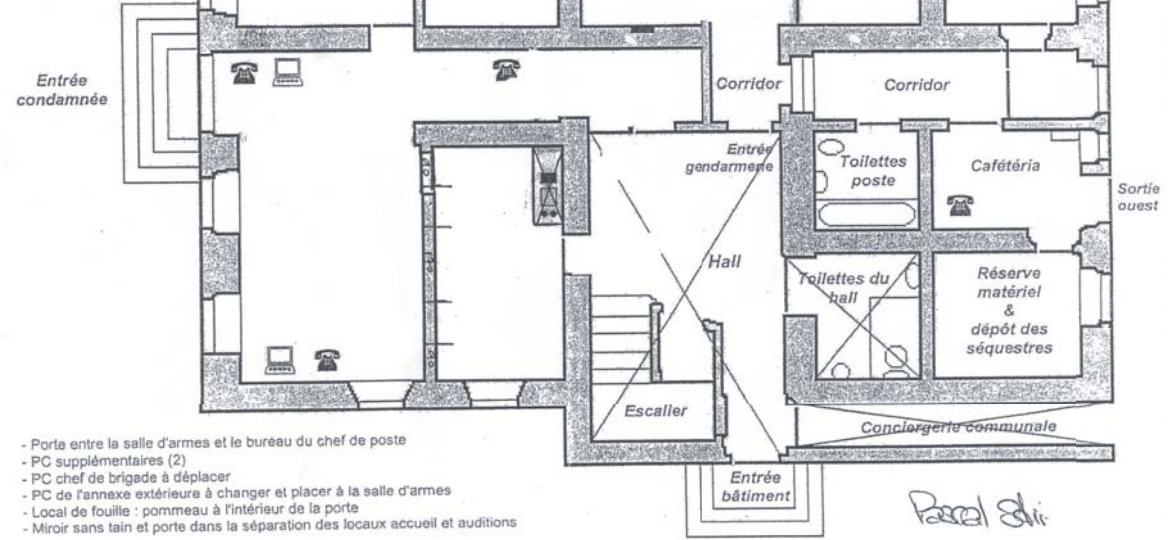 Entrée
condamnée
Corridor
Corridor
Entrée
gendarmerie
Toilettes
poste
Cafétéria
Sortie
ouest
Hall
Toilettes du
hall
Réserve
matériel
&
dépôt des
séquestres
Escalier
Conciergerie communale
Entrée
bâtiment
- Porte entre la salle d'armes et le bureau du chef de poste
- PC supplémentaires (2)
- PC chef de brigade à déplacer
- PC de l'annexe extérieure à changer et placer à la salle d'armes
- Local de fouille : pommeau à l'intérieur de la porte
- Miroir sans tain et porte dans la séparation des locaux accueil et auditions
Pascal